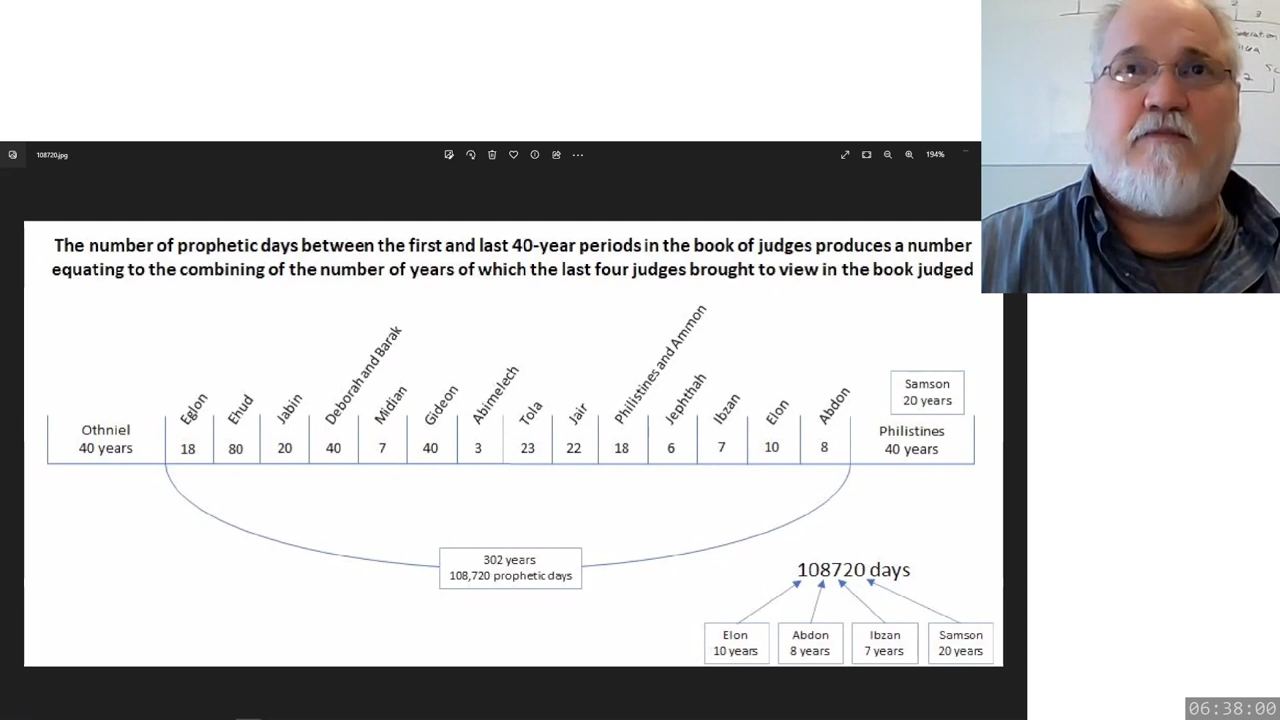 108720.jpg
194%
The number of prophetic days between the first and last 40-year periods in the book of judges produces a number
equating to the combining of the number of years of which the last four judges brought to view in the book judged
Othniel
40 years
Eglon
18
Ehud
80
Jabin
20
Deborah and Barak
40
Midian
7
Gideon
40
Abimelech
3
Tola
23
Jair
22
Philistines and Ammon
18
Jephthah
6
Ibzan
7
Elon
10
Abdon
8
Samson
20 years
Philistines
40 years
302 years
108,720 prophetic days
108720 days
Elon
10 years
Abdon
8 years
Ibzan
7 years
Samson
20 years
06:38:00